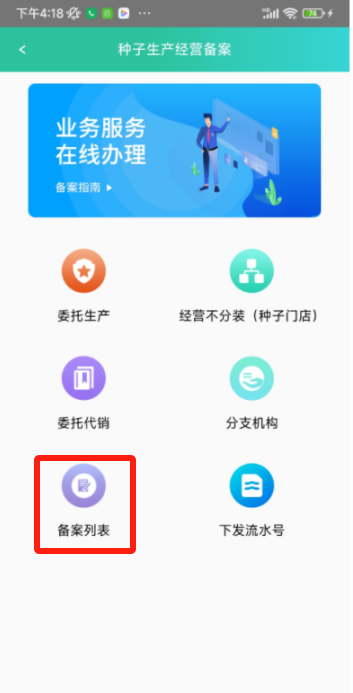 下午4:18
HD 74
种子生产经营备案
业务服务
在线办理
备案指南
委托生产
经营不分装（种子门店）
委托代销
分支机构
备案列表
下发流水号